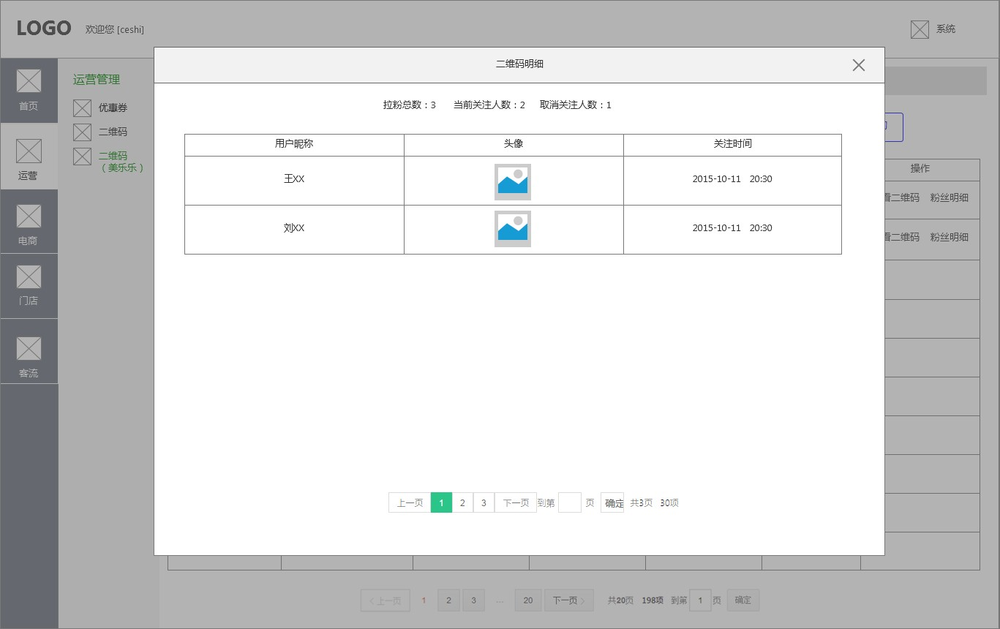 LOGO 欢迎您 [ceshi] 系统
二维码明细
首页
运营管理
优惠券
二维码
二维码
（美乐乐）
运营
电商
门店
客流
拉粉总数：3 当前关注人数：2 取消关注人数：1
用户昵称 头像 关注时间
王XX 2015-10-11 20:30
刘XX 2015-10-11 20:30
上一页 1 2 3 下一页 到第 页 确定 共3页 30项
操作
二维码 粉丝明细
二维码 粉丝明细
上一页 1 2 3 ... 20 下一页 共20页 198项 到第 1 页 确定